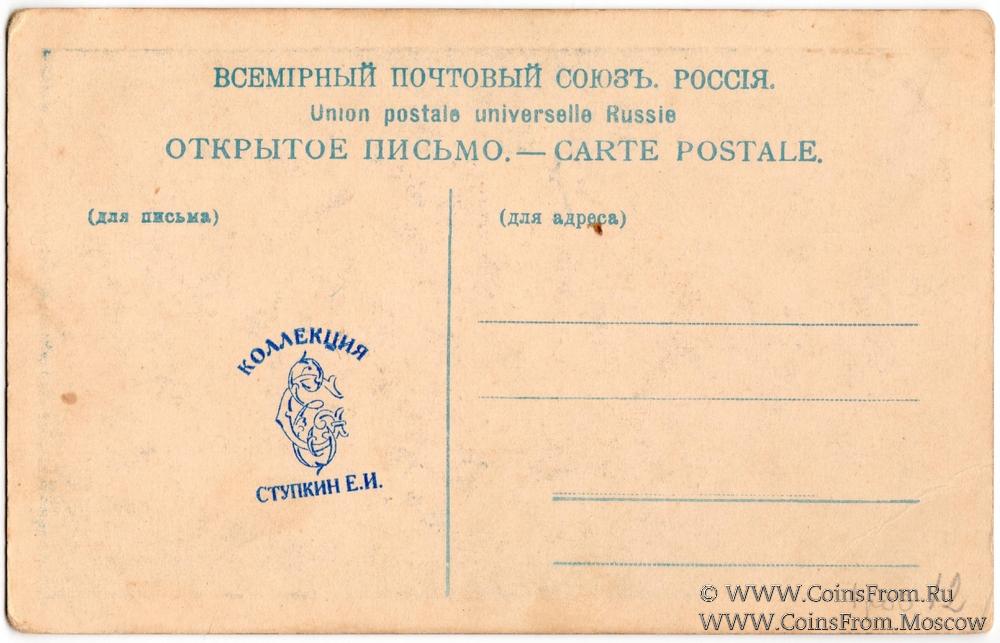 ВСЕМІРНЫЙ ПОЧТОВЫЙ СОЮЗЪ. РОССІЯ.
Union postale universelle Russie
ОТКРЫТОЕ ПИСЬМО.—CARTE POSTALE.
(для письма)
(для адреса)
КОЛЛЕКЦИЯ
СТУПКИН Е.И.
12
© WWW.CoinsFrom.Ru
WWW.CoinsFrom.Moscow